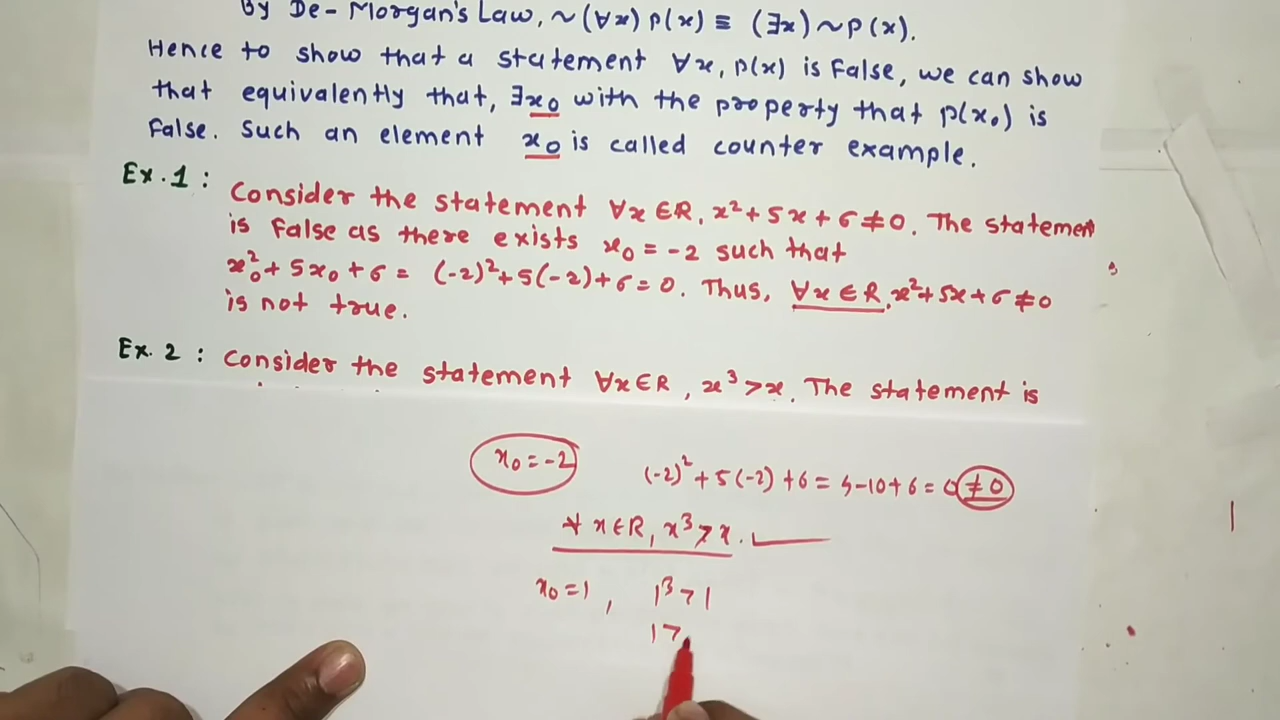 By De-Morgan's Law, ~(∀x) p(x) ≡ (∃x) ~p(x).
Hence to show that a statement ∀x, p(x) is false, we can show
that equivalently that, ∃x₀ with the property that p(x₀) is
false. Such an element x₀ is called counter example.
Ex.1 : Consider the statement ∀x ∈ R, x² + 5x + 6 ≠ 0. The statement
is false as there exists x₀ = -2 such that
x₀² + 5x₀ + 6 = (-2)² + 5(-2) + 6 = 0. Thus, ∀x ∈ R, x² + 5x + 6 ≠ 0
is not true.
Ex. 2 : Consider the statement ∀x ∈ R, x³ > x. The statement is
x₀ = -2 (-2)² + 5(-2) + 6 = 4-10+6 = 0 ≠ 0
∀ x ∈ R, x³ > x.
x₀ = 1, 1³ > 1
1 >